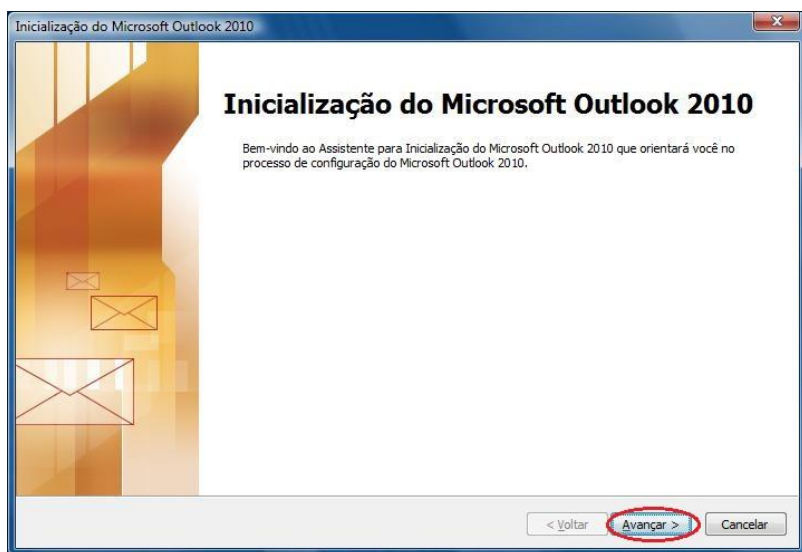 Inicialização do Microsoft Outlook 2010
Inicialização do Microsoft Outlook 2010
Bem-vindo ao Assistente para Inicialização do Microsoft Outlook 2010 que orientará você no
processo de configuração do Microsoft Outlook 2010.
< Voltar Avançar > Cancelar